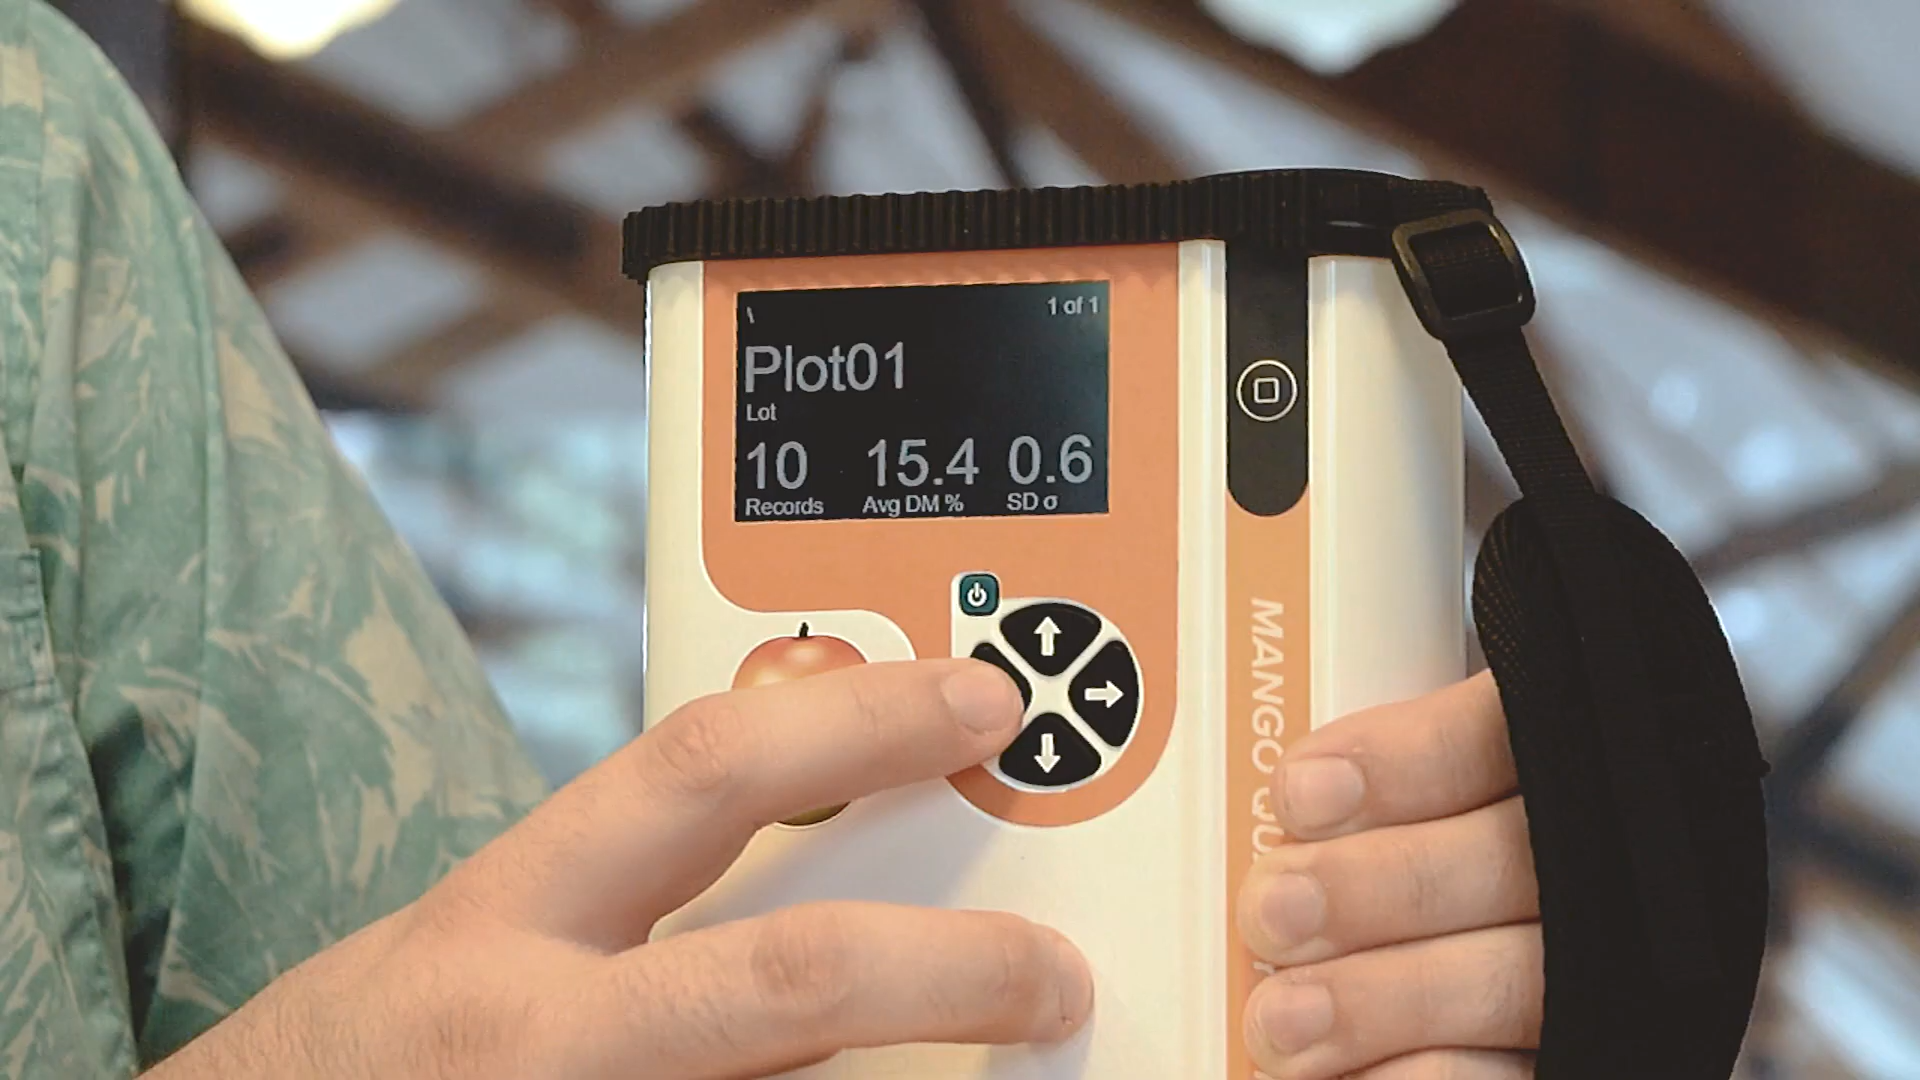 \ 1 of 1
Plot01
Lot
10 15.4 0.6
Records Avg DM % SD σ
MANGO